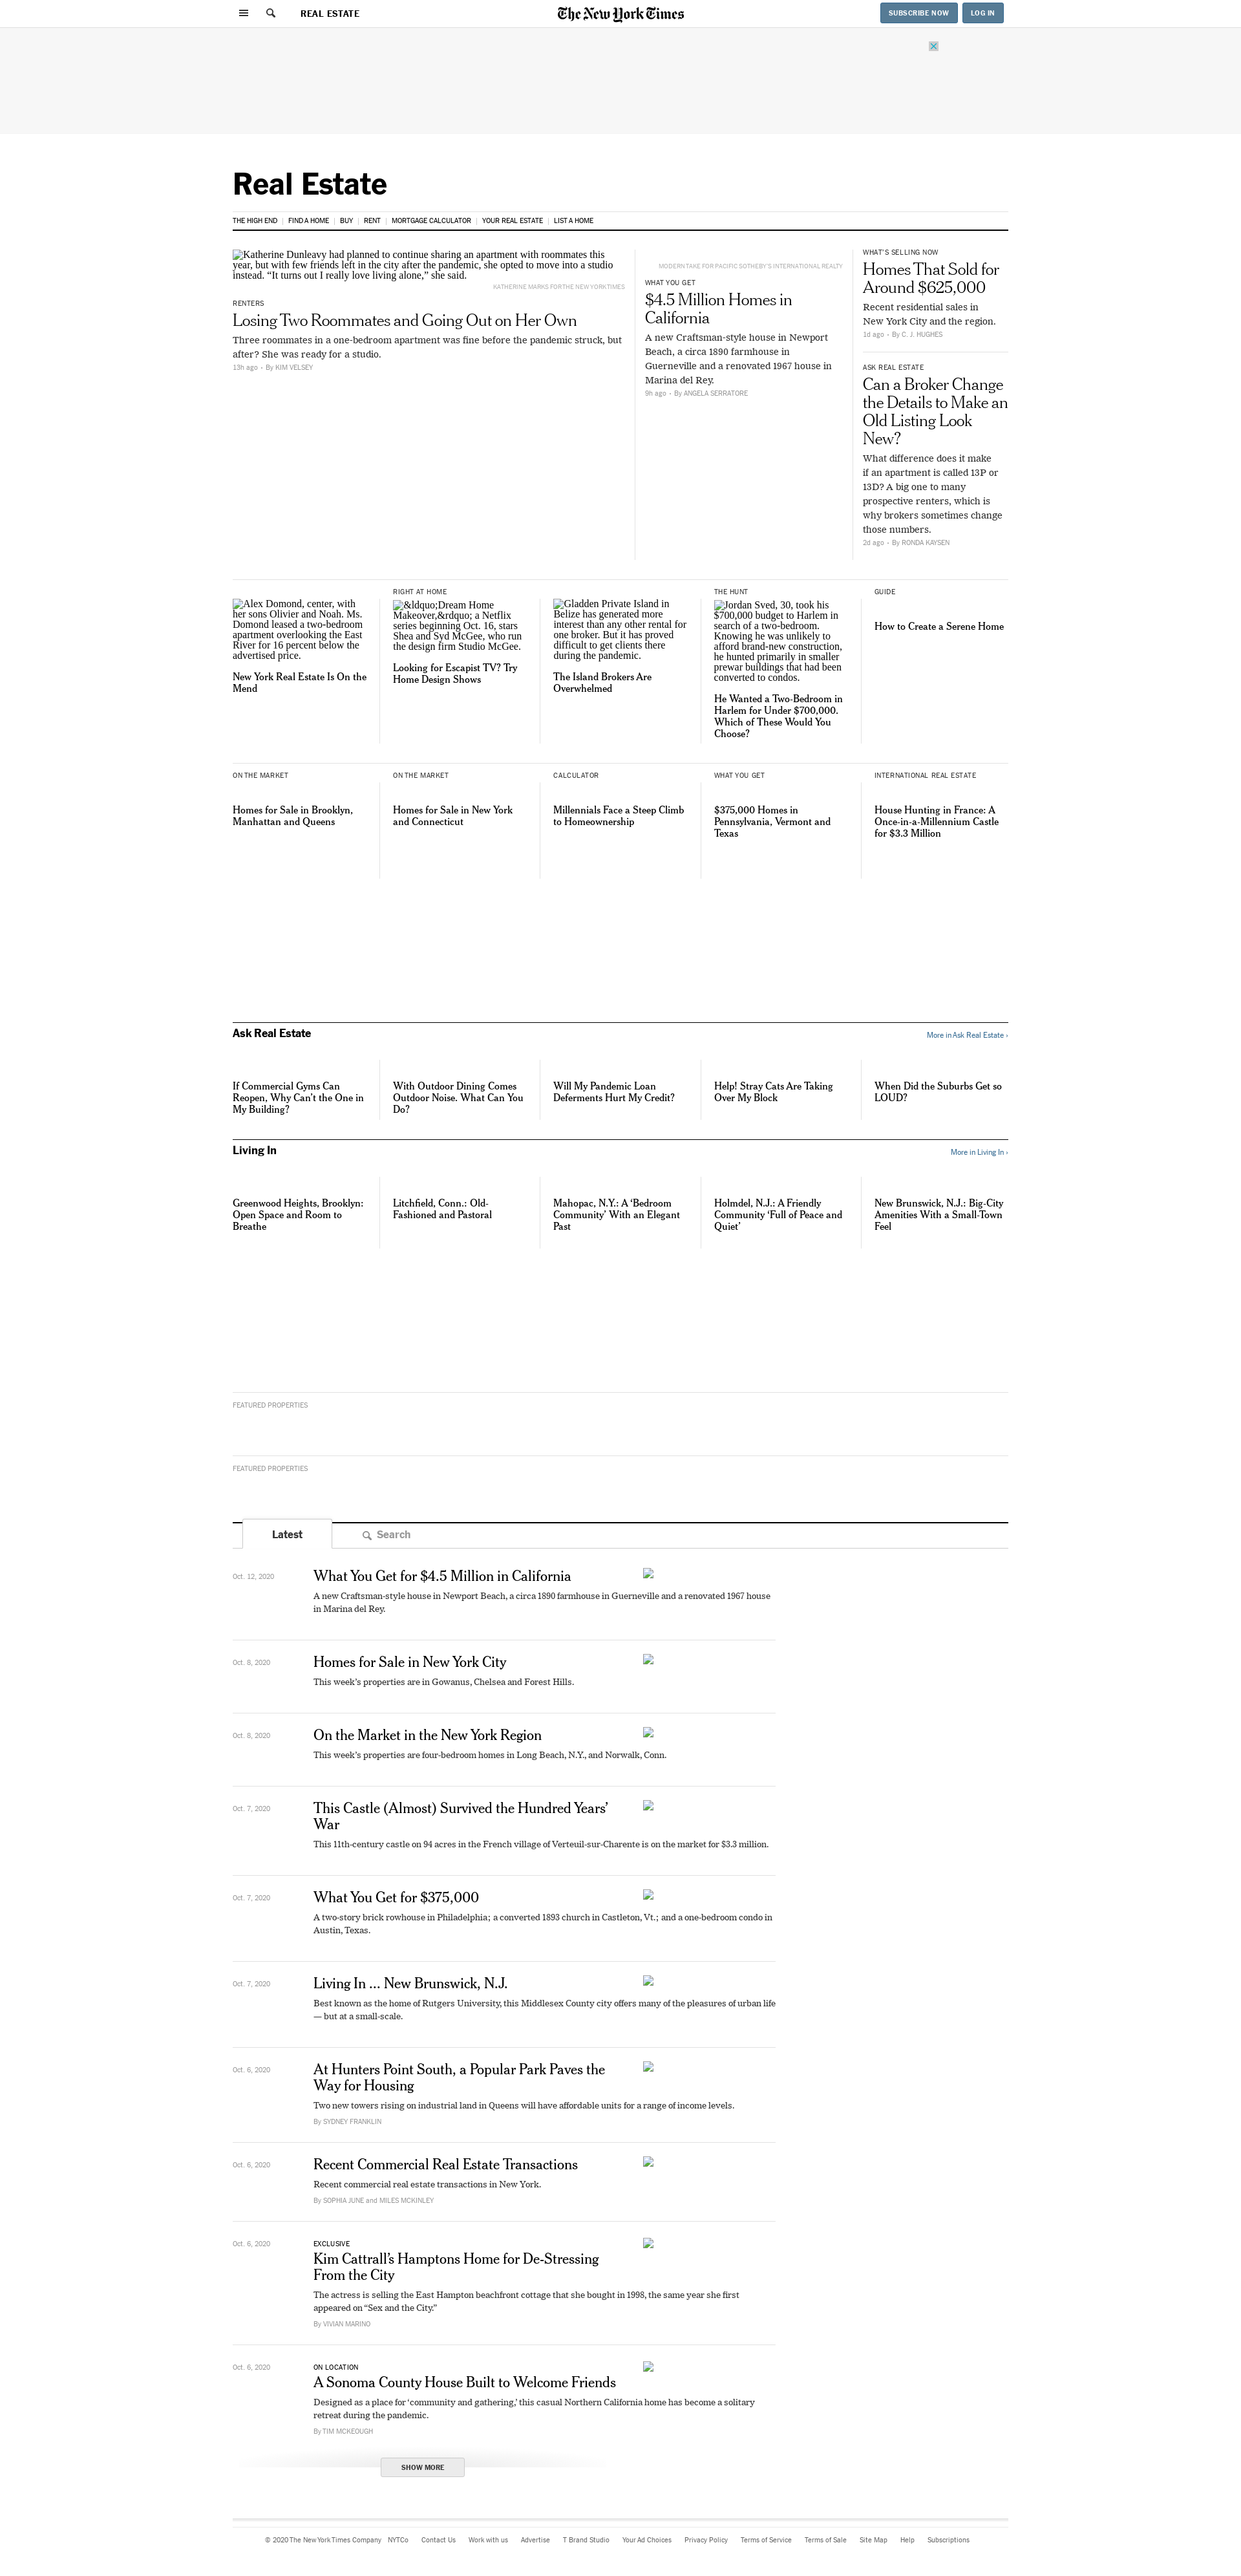 REAL ESTATE
The New York Times
SUBSCRIBE NOW
LOG IN
Real Estate
THE HIGH END
FIND A HOME
BUY
RENT
MORTGAGE CALCULATOR
YOUR REAL ESTATE
LIST A HOME
Katherine Dunleavy had planned to continue sharing an apartment with roommates this
year, but with few friends left in the city after the pandemic, she opted to move into a studio
instead. “It turns out I really love living alone,” she said.
KATHERINE MARKS FOR THE NEW YORK TIMES
RENTERS
Losing Two Roommates and Going Out on Her Own
Three roommates in a one-bedroom apartment was fine before the pandemic struck, but
after? She was ready for a studio.
13h ago - By KIM VELSEY
MODERN TAKE FOR PACIFIC SOTHEBY'S INTERNATIONAL REALTY
WHAT YOU GET
$4.5 Million Homes in
California
A new Craftsman-style house in Newport
Beach, a circa 1890 farmhouse in
Guerneville and a renovated 1967 house in
Marina del Rey.
9h ago - By ANGELA SERRATORE
WHAT'S SELLING NOW
Homes That Sold for
Around $625,000
Recent residential sales in
New York City and the region.
1d ago - By C. J. HUGHES
ASK REAL ESTATE
Can a Broker Change
the Details to Make an
Old Listing Look
New?
What difference does it make
if an apartment is called 13P or
13D? A big one to many
prospective renters, which is
why brokers sometimes change
those numbers.
2d ago - By RONDA KAYSEN
Alex Domond, center, with
her sons Olivier and Noah. Ms.
Domond leased a two-bedroom
apartment overlooking the East
River for 16 percent below the
advertised price.
New York Real Estate Is On the
Mend
RIGHT AT HOME
&ldquo;Dream Home
Makeover,&rdquo; a Netflix
series beginning Oct. 16, stars
Shea and Syd McGee, who run
the design firm Studio McGee.
Looking for Escapist TV? Try
Home Design Shows
Gladden Private Island in
Belize has generated more
interest than any other rental for
one broker. But it has proved
difficult to get clients there
during the pandemic.
The Island Brokers Are
Overwhelmed
THE HUNT
Jordan Sved, 30, took his
$700,000 budget to Harlem in
search of a two-bedroom.
Knowing he was unlikely to
afford brand-new construction,
he hunted primarily in smaller
prewar buildings that had been
converted to condos.
He Wanted a Two-Bedroom in
Harlem for Under $700,000.
Which of These Would You
Choose?
GUIDE
How to Create a Serene Home
ON THE MARKET
Homes for Sale in Brooklyn,
Manhattan and Queens
ON THE MARKET
Homes for Sale in New York
and Connecticut
CALCULATOR
Millennials Face a Steep Climb
to Homeownership
WHAT YOU GET
$375,000 Homes in
Pennsylvania, Vermont and
Texas
INTERNATIONAL REAL ESTATE
House Hunting in France: A
Once-in-a-Millennium Castle
for $3.3 Million
Ask Real Estate
More in Ask Real Estate ›
If Commercial Gyms Can
Reopen, Why Can’t the One in
My Building?
With Outdoor Dining Comes
Outdoor Noise. What Can You
Do?
Will My Pandemic Loan
Deferments Hurt My Credit?
Help! Stray Cats Are Taking
Over My Block
When Did the Suburbs Get so
LOUD?
Living In
More in Living In ›
Greenwood Heights, Brooklyn:
Open Space and Room to
Breathe
Litchfield, Conn.: Old-
Fashioned and Pastoral
Mahopac, N.Y.: A ‘Bedroom
Community’ With an Elegant
Past
Holmdel, N.J.: A Friendly
Community ‘Full of Peace and
Quiet’
New Brunswick, N.J.: Big-City
Amenities With a Small-Town
Feel
FEATURED PROPERTIES
FEATURED PROPERTIES
Latest
Search
Oct. 12, 2020
What You Get for $4.5 Million in California
A new Craftsman-style house in Newport Beach, a circa 1890 farmhouse in Guerneville and a renovated 1967 house
in Marina del Rey.
Oct. 8, 2020
Homes for Sale in New York City
This week’s properties are in Gowanus, Chelsea and Forest Hills.
Oct. 8, 2020
On the Market in the New York Region
This week’s properties are four-bedroom homes in Long Beach, N.Y., and Norwalk, Conn.
Oct. 7, 2020
This Castle (Almost) Survived the Hundred Years’
War
This 11th-century castle on 94 acres in the French village of Verteuil-sur-Charente is on the market for $3.3 million.
Oct. 7, 2020
What You Get for $375,000
A two-story brick rowhouse in Philadelphia; a converted 1893 church in Castleton, Vt.; and a one-bedroom condo in
Austin, Texas.
Oct. 7, 2020
Living In ... New Brunswick, N.J.
Best known as the home of Rutgers University, this Middlesex County city offers many of the pleasures of urban life
— but at a small-scale.
Oct. 6, 2020
At Hunters Point South, a Popular Park Paves the
Way for Housing
Two new towers rising on industrial land in Queens will have affordable units for a range of income levels.
By SYDNEY FRANKLIN
Oct. 6, 2020
Recent Commercial Real Estate Transactions
Recent commercial real estate transactions in New York.
By SOPHIA JUNE and MILES MCKINLEY
Oct. 6, 2020
EXCLUSIVE
Kim Cattrall’s Hamptons Home for De-Stressing
From the City
The actress is selling the East Hampton beachfront cottage that she bought in 1998, the same year she first
appeared on “Sex and the City.”
By VIVIAN MARINO
Oct. 6, 2020
ON LOCATION
A Sonoma County House Built to Welcome Friends
Designed as a place for ‘community and gathering,’ this casual Northern California home has become a solitary
retreat during the pandemic.
By TIM MCKEOUGH
SHOW MORE
© 2020 The New York Times Company NYTCo Contact Us Work with us Advertise T Brand Studio Your Ad Choices Privacy Policy Terms of Service Terms of Sale Site Map Help Subscriptions